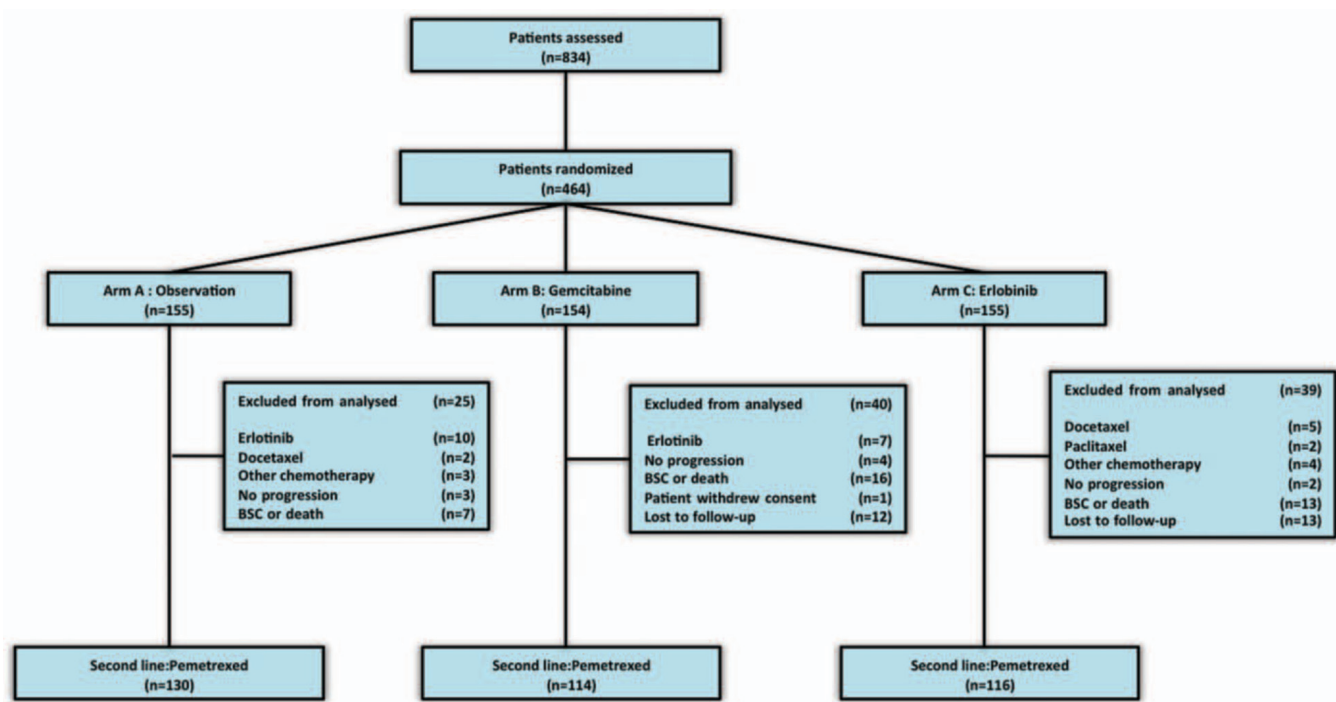 Patients assessed
(n=834)
Patients randomized
(n=464)
Arm A : Observation
(n=155)
Arm B: Gemcitabine
(n=154)
Arm C: Erlobinib
(n=155)
Excluded from analysed (n=25)
Erlotinib (n=10)
Docetaxel (n=2)
Other chemotherapy (n=3)
No progression (n=3)
BSC or death (n=7)
Excluded from analysed (n=40)
Erlotinib (n=7)
No progression (n=4)
BSC or death (n=16)
Patient withdrew consent (n=1)
Lost to follow-up (n=12)
Excluded from analysed (n=39)
Docetaxel (n=5)
Paclitaxel (n=2)
Other chemotherapy (n=4)
No progression (n=2)
BSC or death (n=13)
Lost to follow-up (n=13)
Second line:Pemetrexed
(n=130)
Second line:Pemetrexed
(n=114)
Second line:Pemetrexed
(n=116)